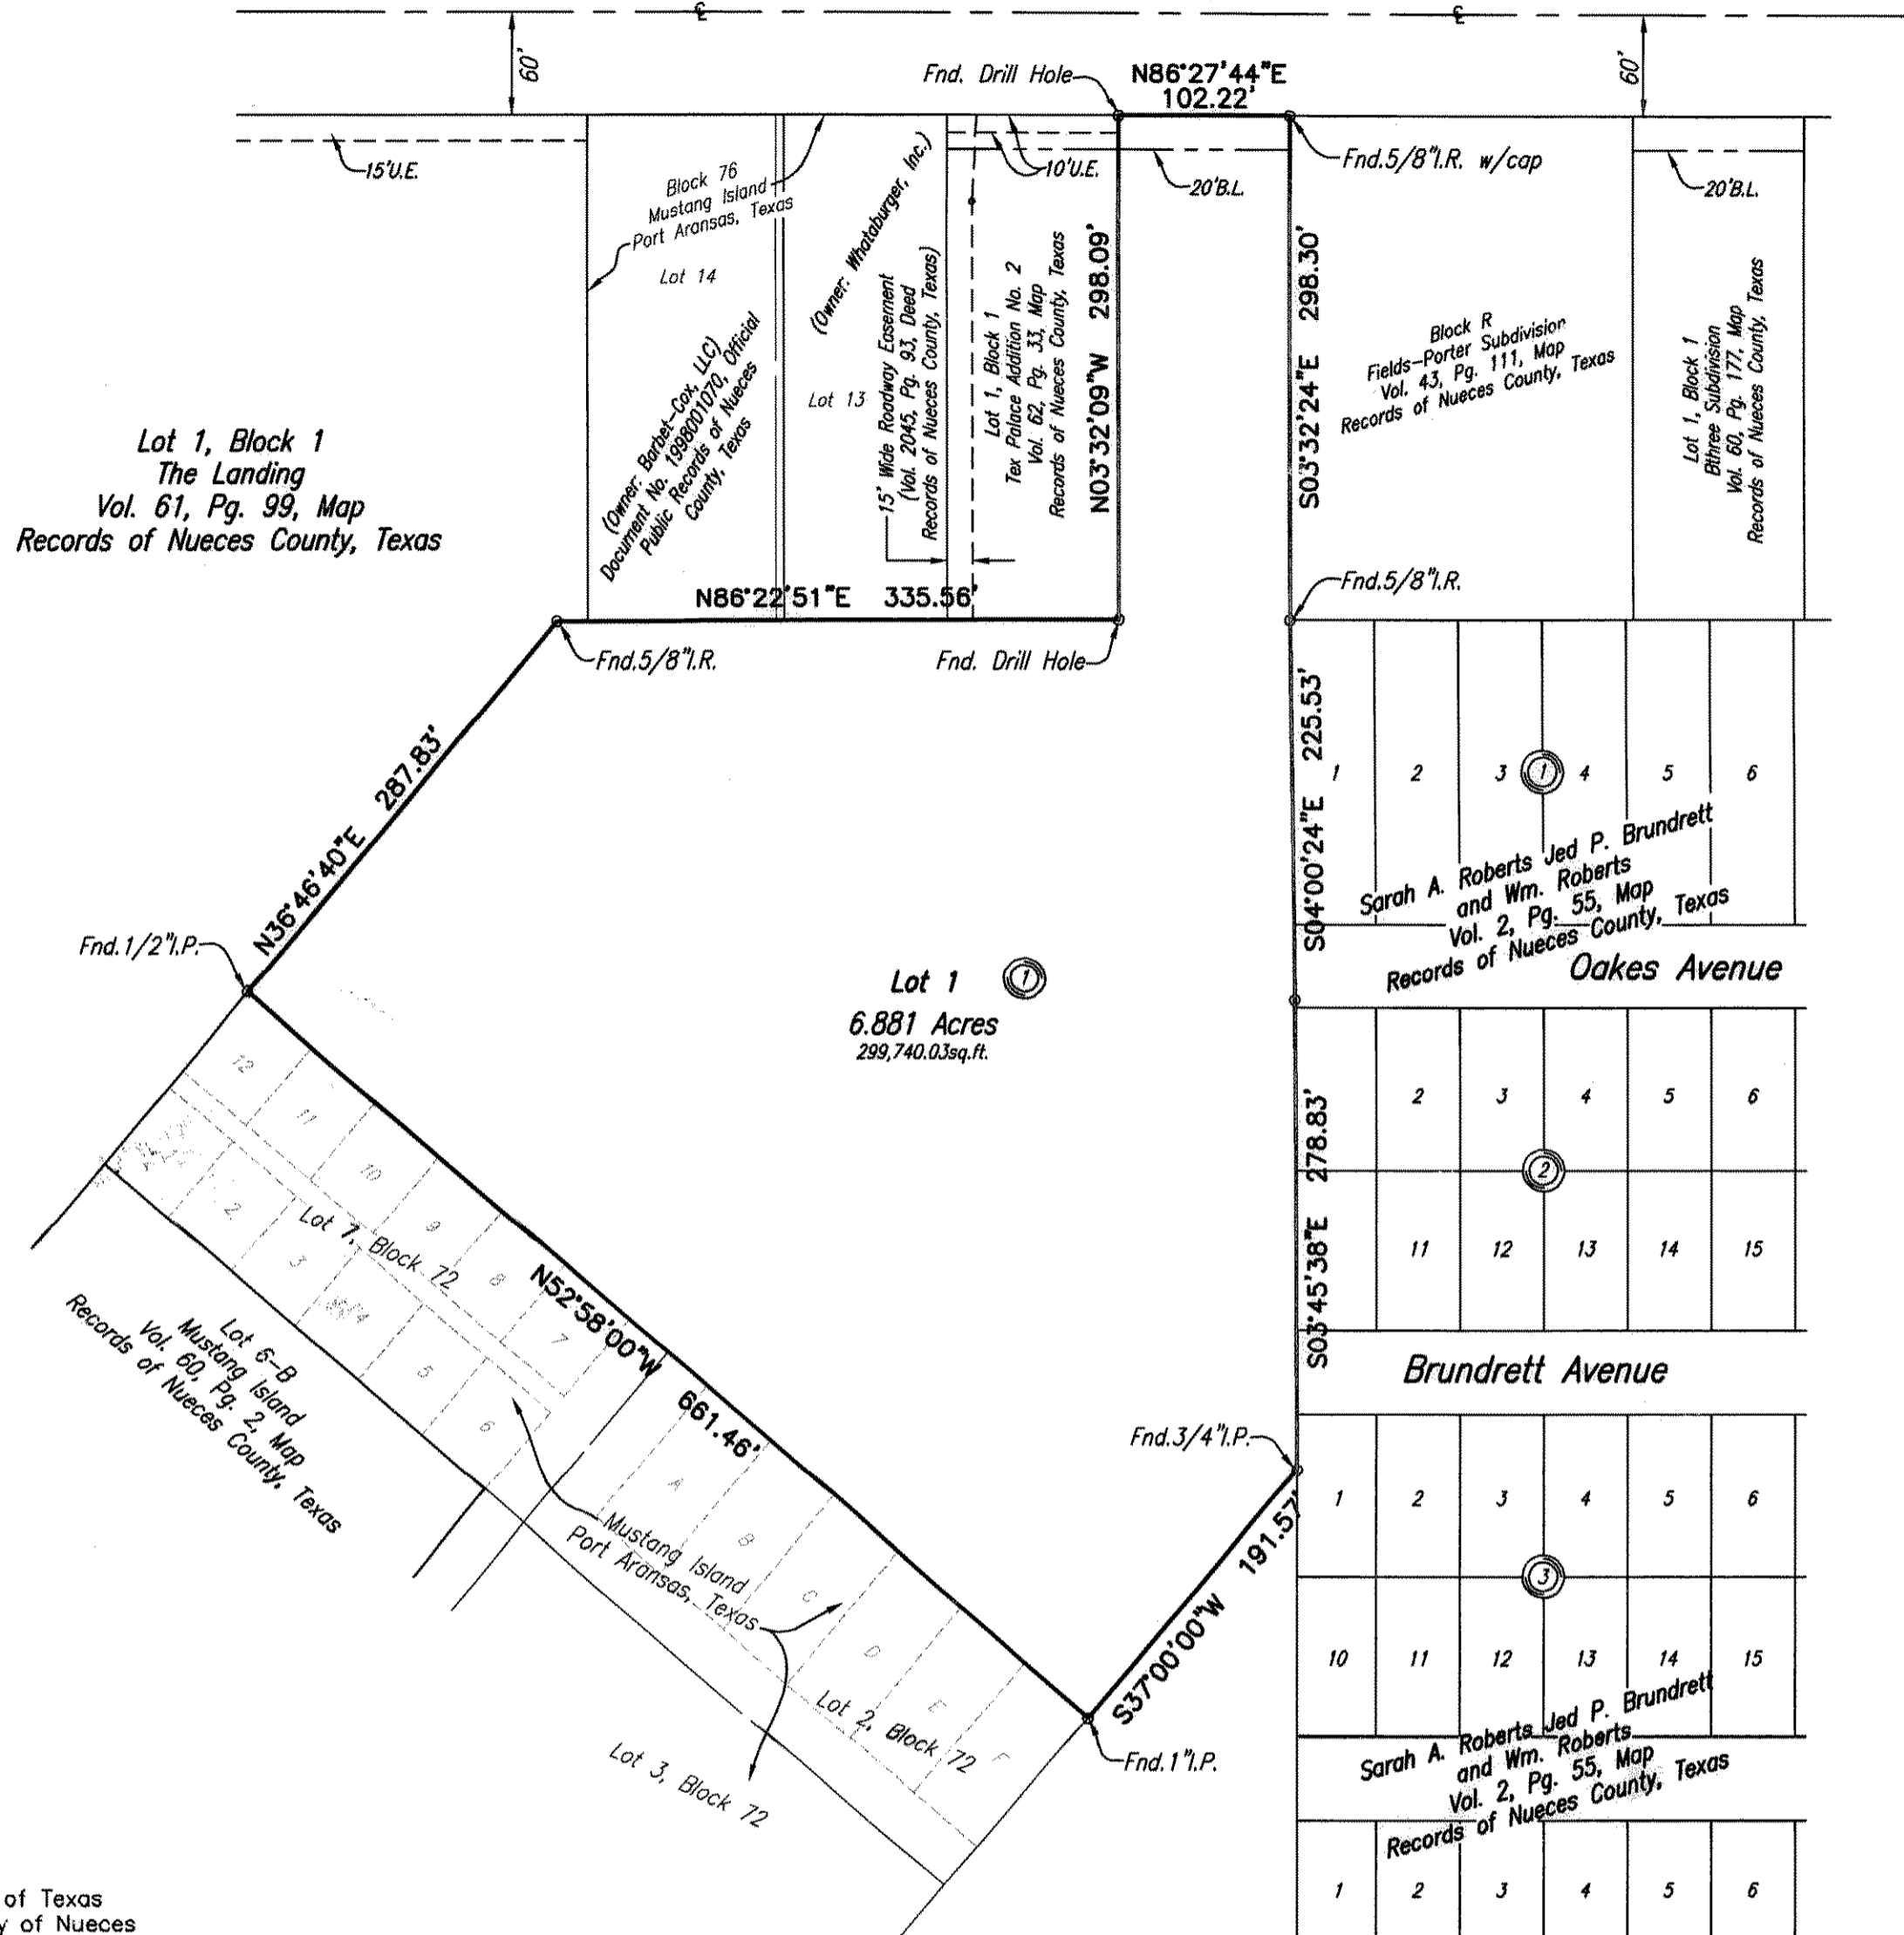 ℄
℄
60'
60'
Fnd. Drill Hole
N86°27'44"E
102.22'
15'U.E.
10'U.E.
20'B.L.
Fnd.5/8"I.R. w/cap
20'B.L.
Block 76
Mustang Island
Port Aransas, Texas
Lot 14
(Owner: Barbet-Cox, LLC)
Document No. 1998001070, Official
Public Records of Nueces
County, Texas
(Owner: Whataburger, Inc.)
Lot 13
15' Wide Roadway Easement
(Vol. 2045, Pg. 93, Deed
Records of Nueces County, Texas)
Lot 1, Block 1
Tex Palace Addition No. 2
Vol. 62, Pg. 33, Map
Records of Nueces County, Texas
N03°32'09"W 298.09'
S03°32'24"E 298.30'
Block R
Fields-Porter Subdivision
Vol. 43, Pg. 111, Map
Records of Nueces County, Texas
Lot 1, Block 1
Bthree Subdivision
Vol. 60, Pg. 177, Map
Records of Nueces County, Texas
Lot 1, Block 1
The Landing
Vol. 61, Pg. 99, Map
Records of Nueces County, Texas
N86°22'51"E 335.56'
Fnd.5/8"I.R.
Fnd.5/8"I.R.
Fnd. Drill Hole
N36°46'40"E 287.83'
S04°00'24"E 225.53'
1 2 3 1 4 5 6
Sarah A. Roberts Jed P. Brundrett
and Wm. Roberts
Vol. 2, Pg. 55, Map
Records of Nueces County, Texas
Fnd.1/2"I.P.
Lot 1 1
6.881 Acres
299,740.03sq.ft.
Oakes Avenue
S03°45'38"E 278.83'
2 3 4 5 6
2
11 12 13 14 15
Brundrett Avenue
12
11
10
9
8
7
2
3
4
5
6
Lot 7, Block 72
N52°58'00"W 661.46'
Lot 6-B
Mustang Island
Vol. 60, Pg. 2, Map
Records of Nueces County, Texas
Mustang Island
Port Aransas, Texas
A
B
C
D
E
F
Lot 2, Block 72
Lot 3, Block 72
Fnd.3/4"I.P.
S37°00'00"W 191.57'
Fnd.1"I.P.
1 2 3 4 5 6
3
10 11 12 13 14 15
Sarah A. Roberts Jed P. Brundrett
and Wm. Roberts
Vol. 2, Pg. 55, Map
Records of Nueces County, Texas
1 2 3 4 5 6
of Texas
y of Nueces